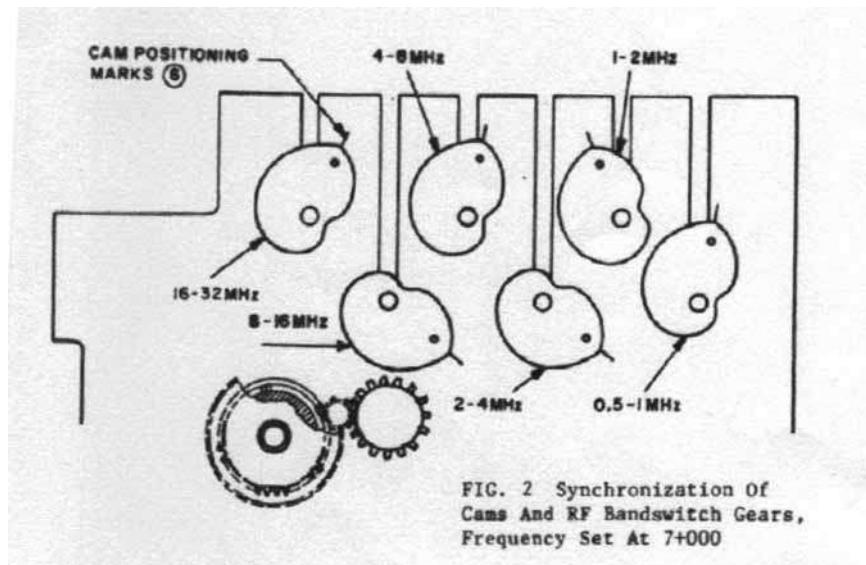 CAM POSITIONING
MARKS ⑥
4-8MHz
1-2MHz
16-32MHz
8-16MHz
2-4MHz
0.5-1MHz
FIG. 2 Synchronization Of
Cams And RF Bandswitch Gears,
Frequency Set At 7+000